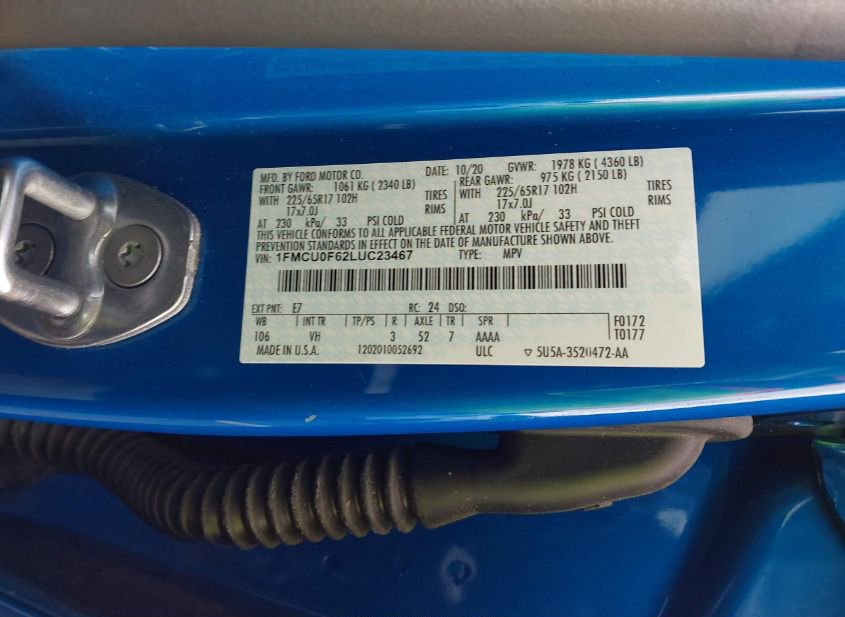 MFD. BY FORD MOTOR CO. DATE: 10/20 GVWR: 1978 KG ( 4360 LB)
FRONT GAWR: 1061 KG ( 2340 LB) REAR GAWR: 975 KG ( 2150 LB)
WITH 225/65R17 102H TIRES WITH 225/65R17 102H TIRES
17x7.0J RIMS 17x7.0J RIMS
AT 230 kPa/ 33 PSI COLD AT 230 kPa/ 33 PSI COLD
THIS VEHICLE CONFORMS TO ALL APPLICABLE FEDERAL MOTOR VEHICLE SAFETY AND THEFT
PREVENTION STANDARDS IN EFFECT ON THE DATE OF MANUFACTURE SHOWN ABOVE.
VIN: 1FMCU0F62LUC23467 TYPE: MPV
EXT PNT: E7 RC: 24 DSO:
WB INT TR TP/PS R AXLE TR SPR F0172
106 VH 3 52 7 AAAA T0177
MADE IN U.S.A. 1202010052692 ULC ▽ 5U5A-3520472-AA